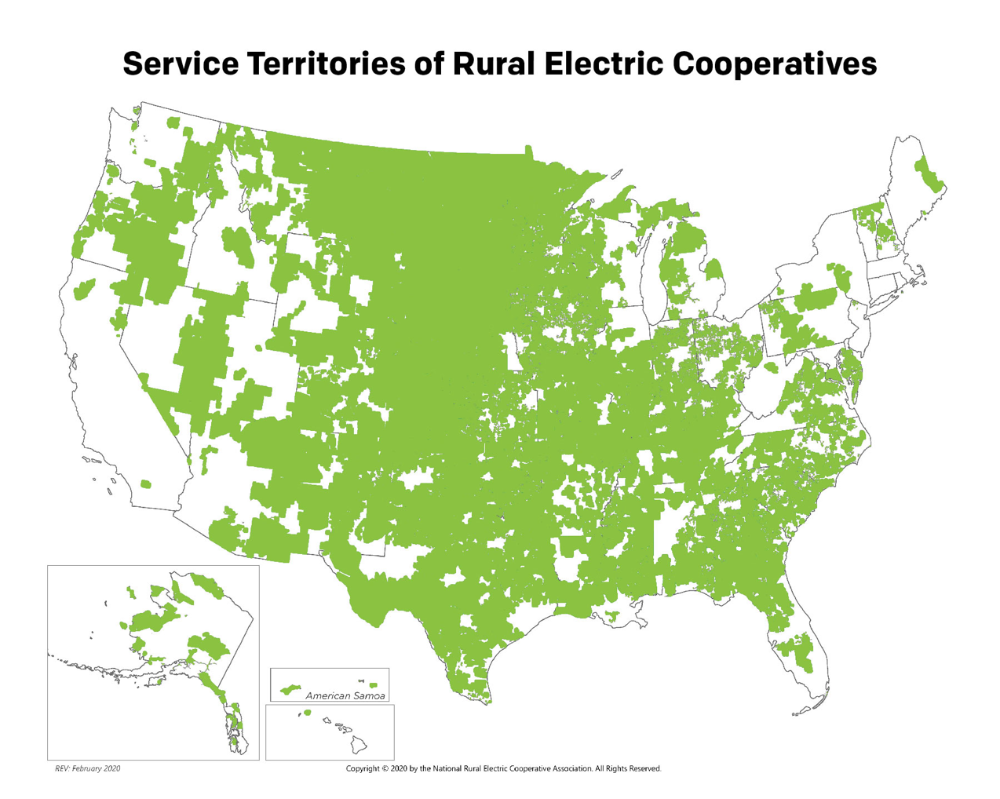 Service Territories of Rural Electric Cooperatives
American Samoa
REV: February 2020
Copyright © 2020 by the National Rural Electric Cooperative Association. All Rights Reserved.